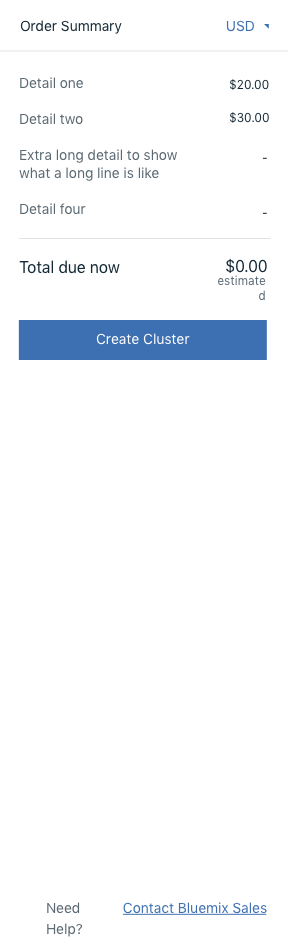 Order Summary USD
Detail one $20.00
Detail two $30.00
Extra long detail to show -
what a long line is like
Detail four -
Total due now $0.00
estimate
d
Create Cluster
Need Contact Bluemix Sales
Help?